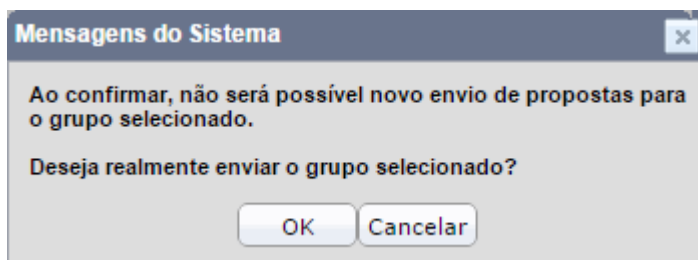 Mensagens do Sistema
Ao confirmar, não será possível novo envio de propostas para
o grupo selecionado.
Deseja realmente enviar o grupo selecionado?
OK
Cancelar